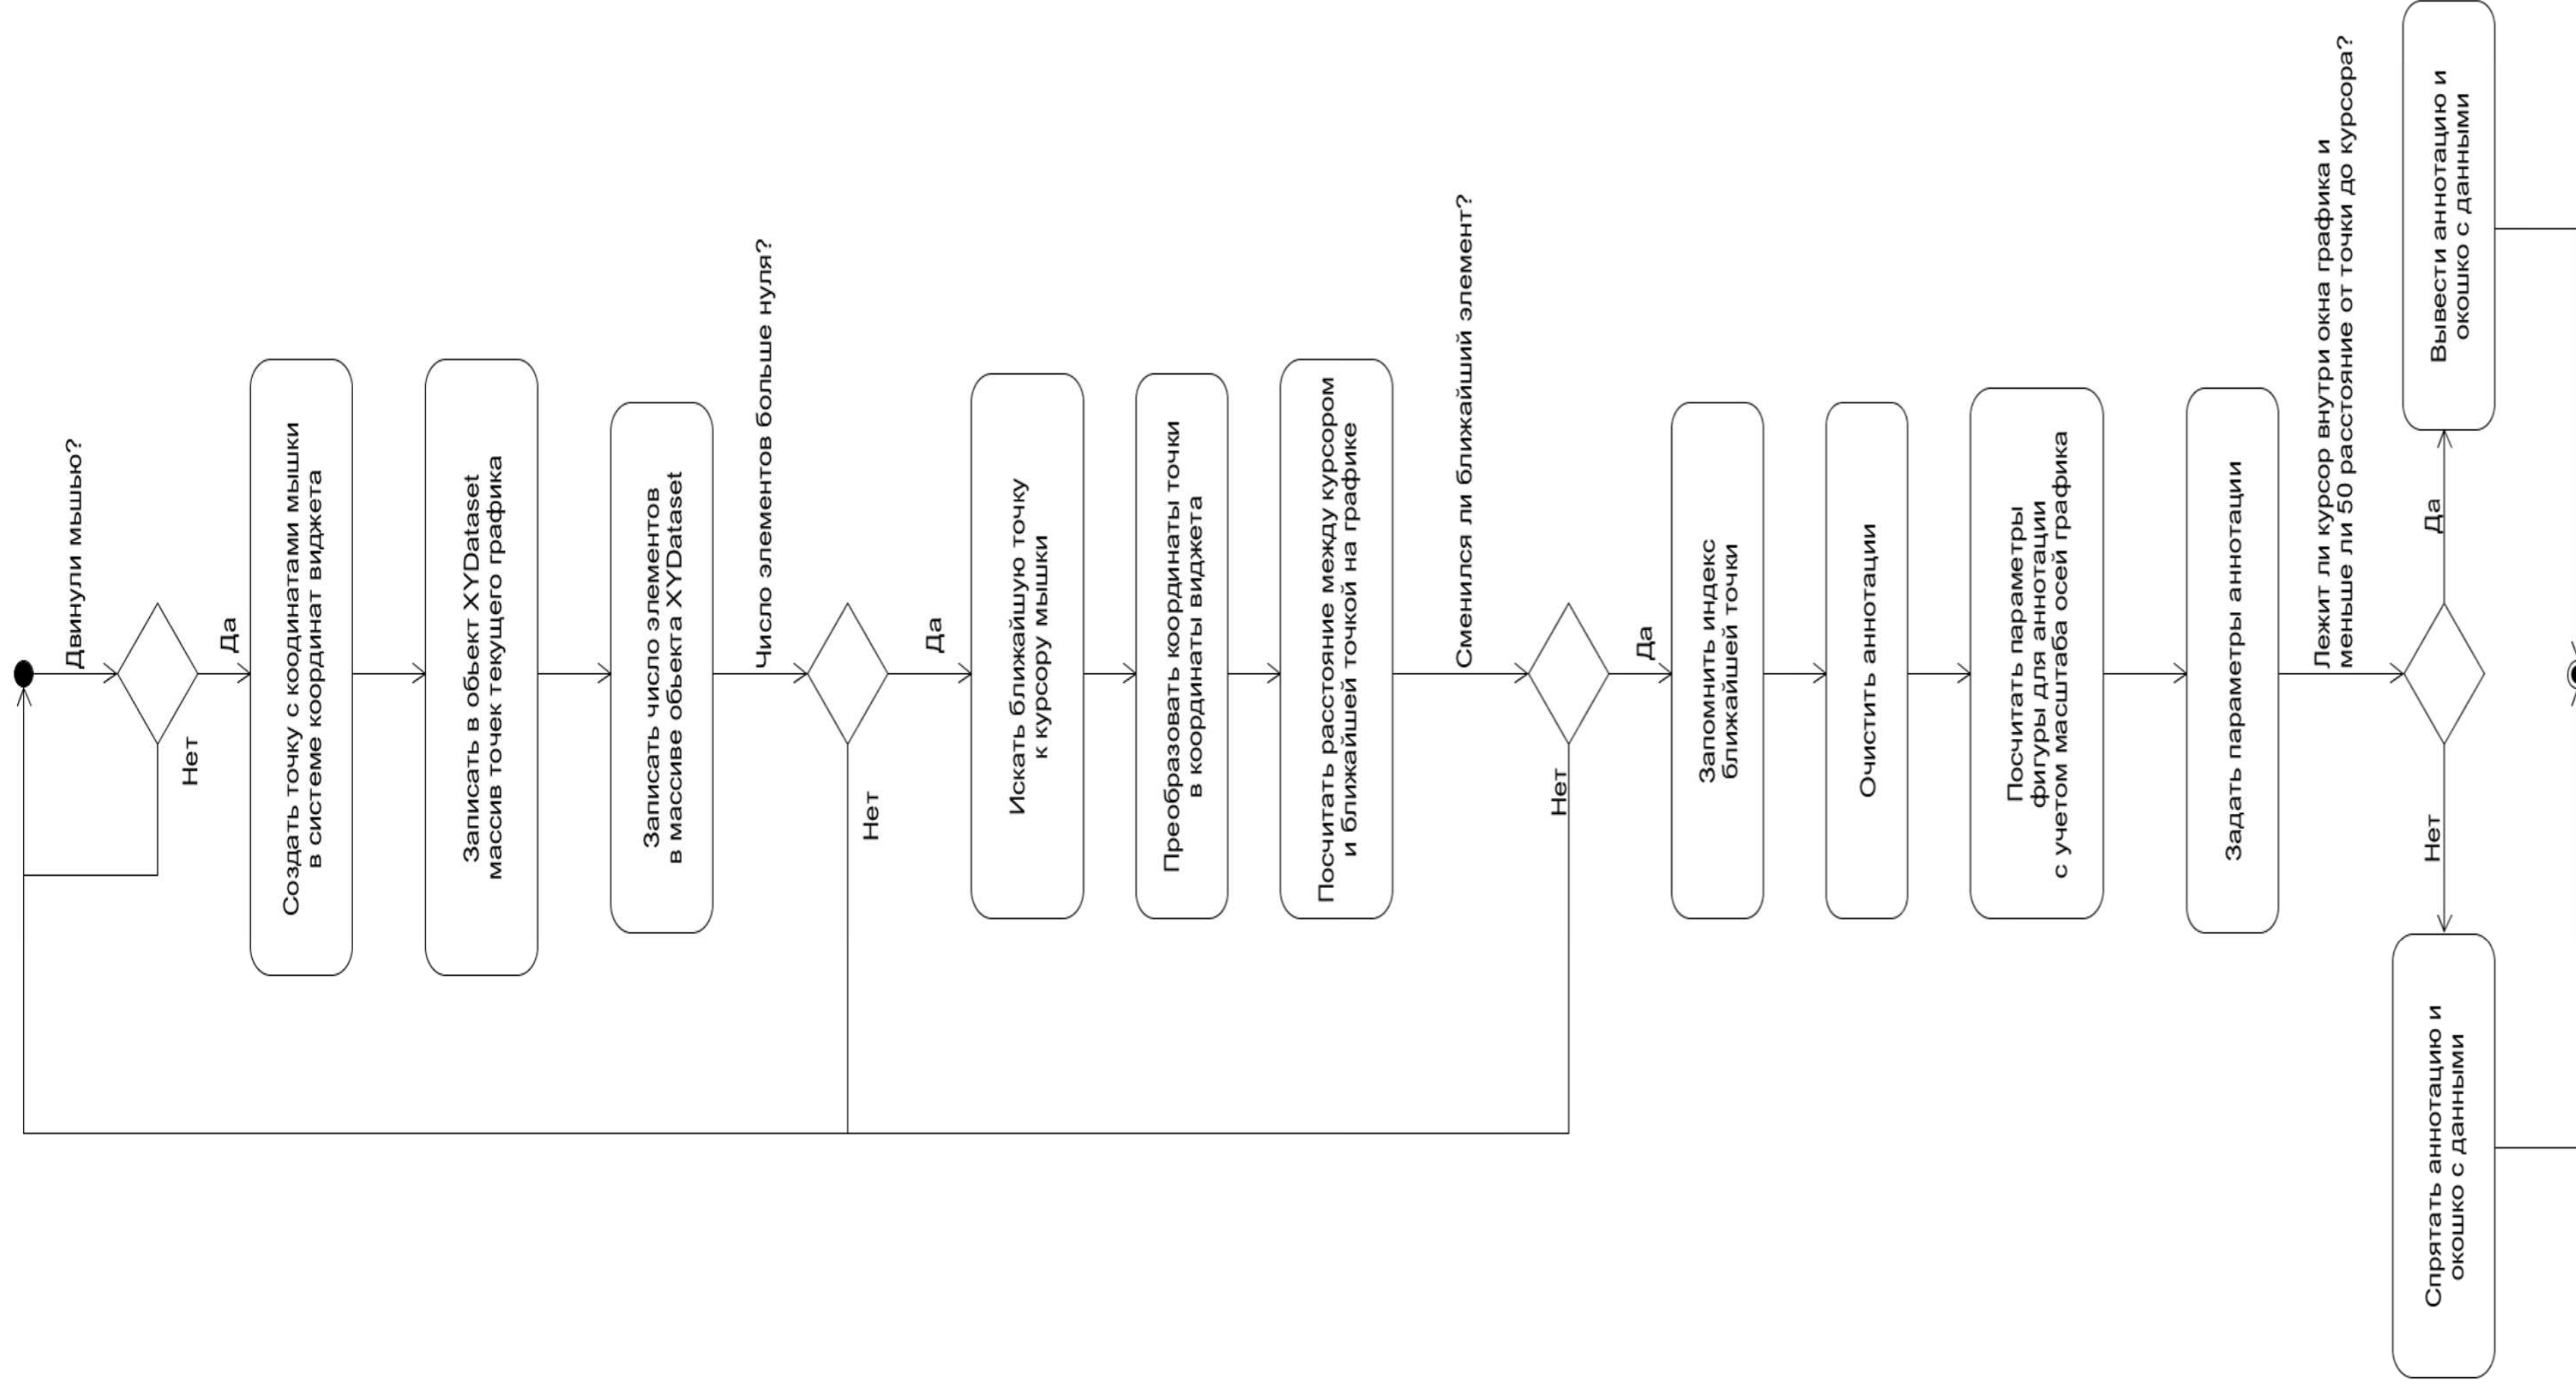 Двинули мышью?
Да
Нет
Создать точку с коодинатами мышки
в системе координат виджета
Записать в обьект XYDataset
массив точек текущего графика
Записать число элементов
в массиве обьекта XYDataset
Число элементов больше нуля?
Да
Нет
Искать ближайшую точку
к курсору мышки
Преобразовать координаты точки
в координаты виджета
Посчитать расстояние между курсором
и ближайшей точкой на графике
Сменился ли ближайший элемент?
Да
Нет
Запомнить индекс
ближайшей точки
Очистить аннотации
Посчитать параметры
фигуры для аннотации
с учетом масштаба осей графика
Задать параметры аннотации
Лежит ли курсор внутри окна графика и
меньше ли 50 расстояние от точки до курсора?
Да
Нет
Вывести аннотацию и
окошко с данными
Спрятать аннотацию и
окошко с данными